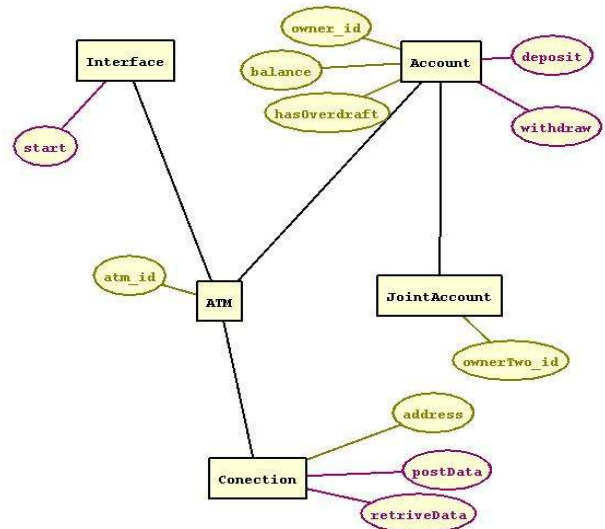 owner_id
Interface
Account
deposit
balance
hasOverdraft
withdraw
start
atm_id
ATM
JointAccount
ownerTwo_id
address
Conection
postData
retriveData